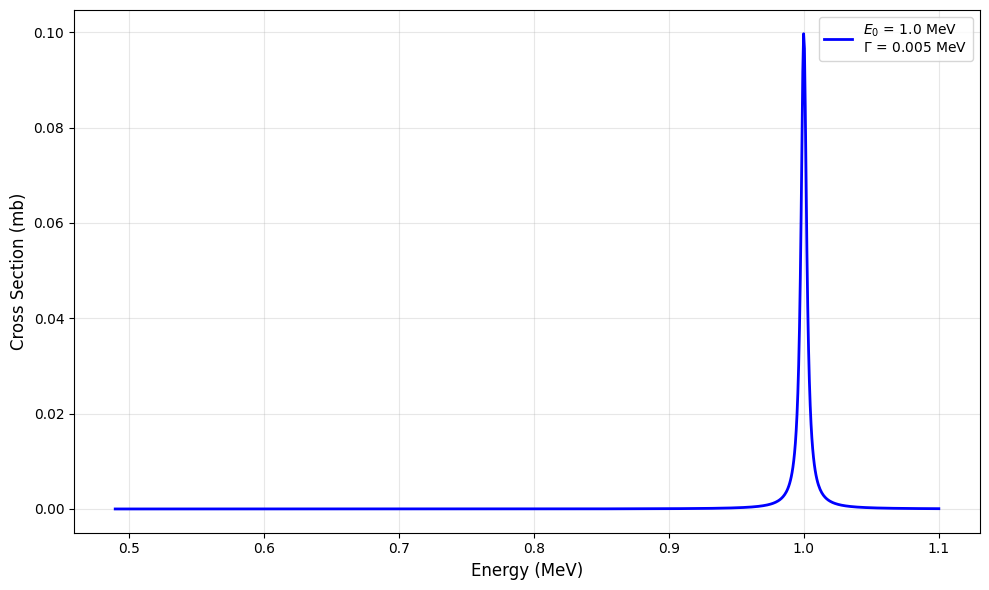 E₀ = 1.0 MeV
Γ = 0.005 MeV
Cross Section (mb)
0.10
0.08
0.06
0.04
0.02
0.00
0.5 0.6 0.7 0.8 0.9 1.0 1.1
Energy (MeV)